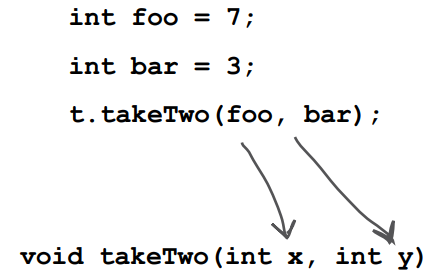 int foo = 7;
int bar = 3;
t.takeTwo(foo, bar);
void takeTwo(int x, int y)